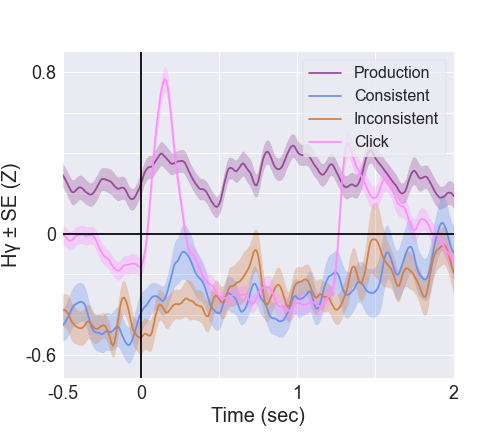 Production
Consistent
Inconsistent
Click
0.8
0
-0.6
Hγ ± SE (Z)
-0.5 0 1 2
Time (sec)